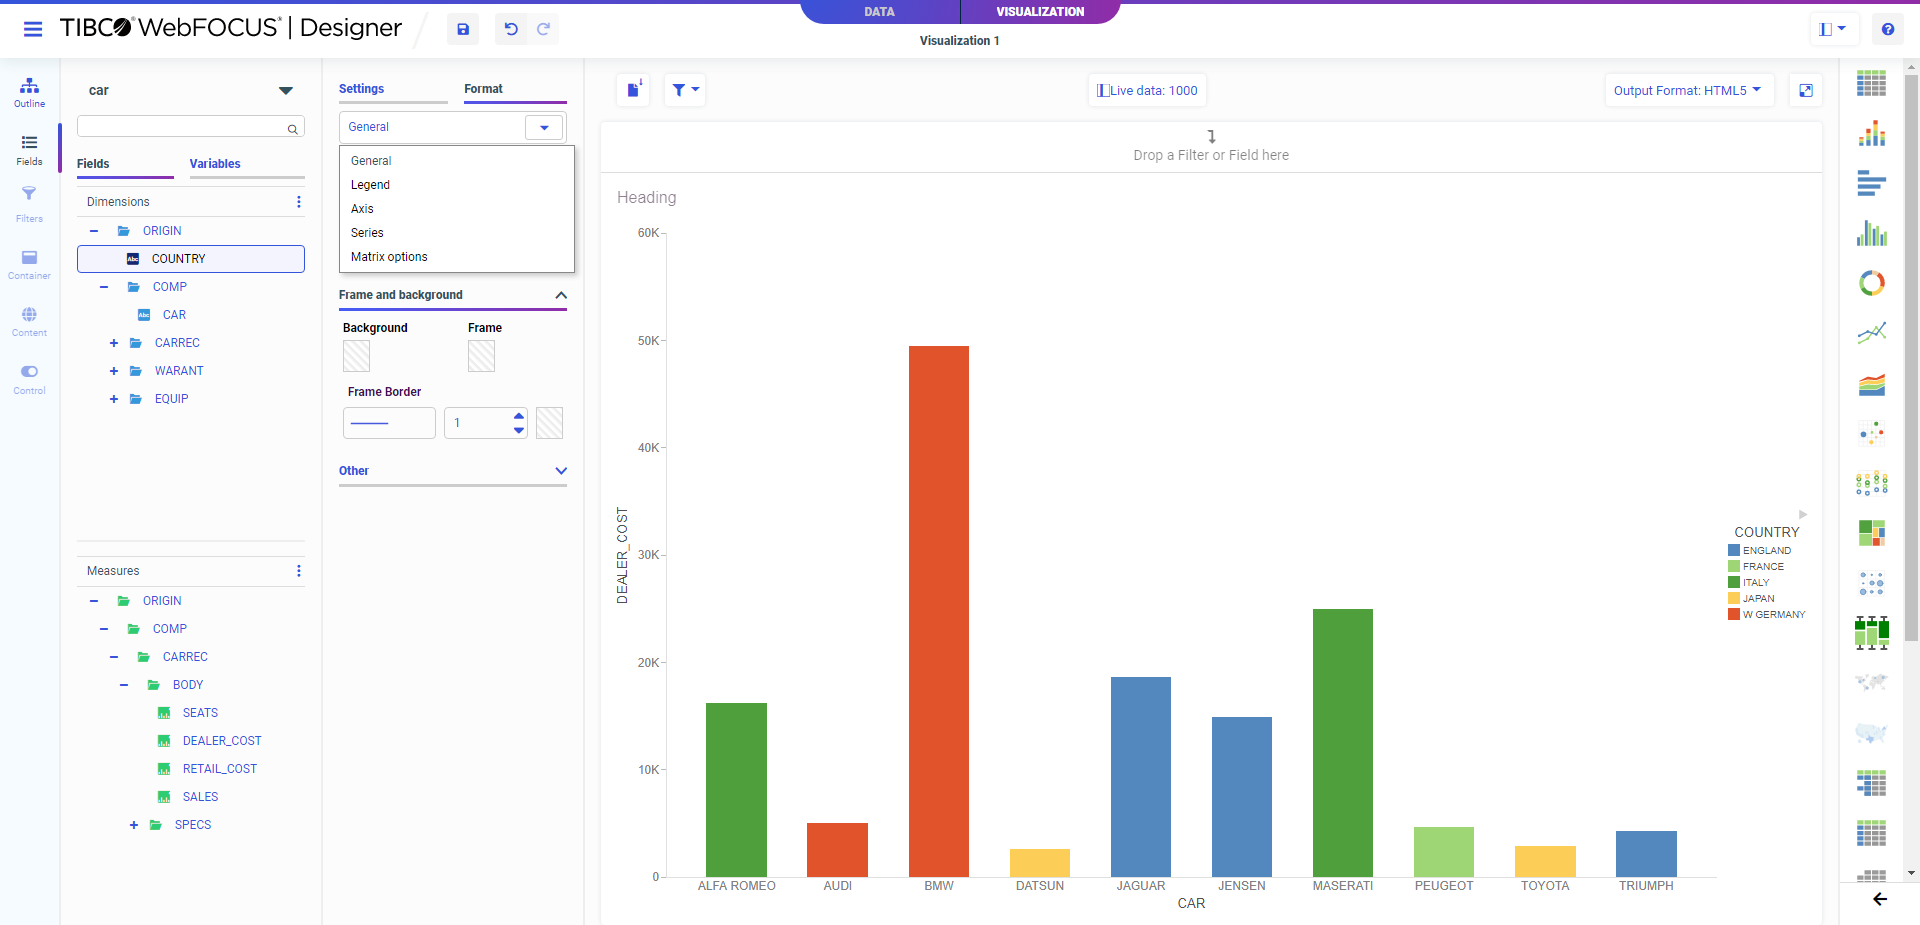 TIBCO® WebFOCUS® | Designer
DATA
VISUALIZATION
Visualization 1
Outline
Fields
Filters
Container
Content
Control
car
Fields
Variables
Dimensions
ORIGIN
Abc COUNTRY
COMP
Abc CAR
CARREC
WARANT
EQUIP
Measures
ORIGIN
COMP
CARREC
BODY
SEATS
DEALER_COST
RETAIL_COST
SALES
SPECS
Settings
Format
General
General
Legend
Axis
Series
Matrix options
Frame and background
Background
Frame
Frame Border
1
Other
Live data: 1000
Output Format: HTML5
Drop a Filter or Field here
Heading
60K
50K
40K
30K
20K
10K
0
DEALER_COST
ALFA ROMEO
AUDI
BMW
DATSUN
JAGUAR
JENSEN
MASERATI
PEUGEOT
TOYOTA
TRIUMPH
CAR
COUNTRY
ENGLAND
FRANCE
ITALY
JAPAN
W GERMANY